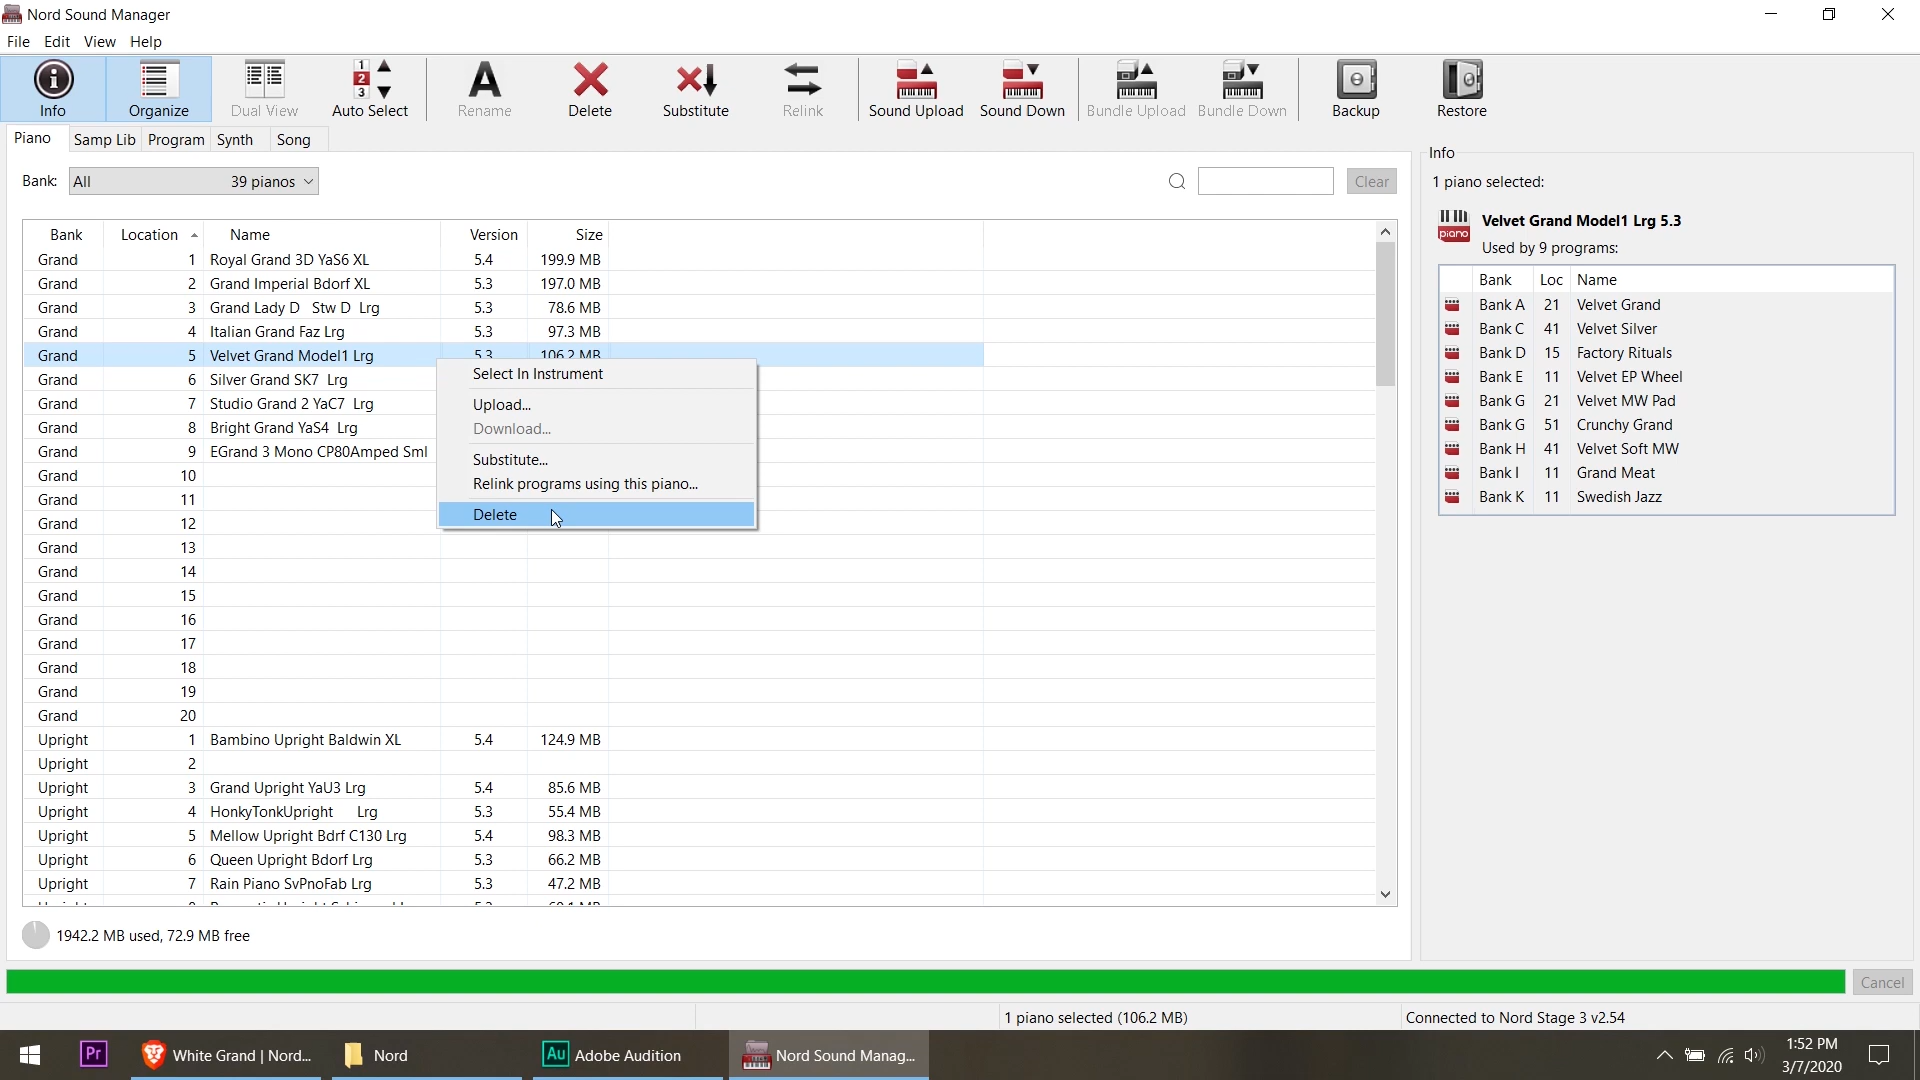 Nord Sound Manager
File Edit View Help
Info Organize Dual View Auto Select Rename Delete Substitute Relink Sound Upload Sound Down Bundle Upload Bundle Down Backup Restore
Piano Samp Lib Program Synth Song
Bank: All 39 pianos Clear
Bank Location Name Version Size
Grand 1 Royal Grand 3D YaS6 XL 5.4 199.9 MB
Grand 2 Grand Imperial Bdorf XL 5.3 197.0 MB
Grand 3 Grand Lady D Stw D Lrg 5.3 78.6 MB
Grand 4 Italian Grand Faz Lrg 5.3 97.3 MB
Grand 5 Velvet Grand Model1 Lrg 5.3 106.2 MB
Grand 6 Silver Grand SK7 Lrg
Grand 7 Studio Grand 2 YaC7 Lrg
Grand 8 Bright Grand YaS4 Lrg
Grand 9 EGrand 3 Mono CP80Amped Sml
Grand 10
Grand 11
Grand 12
Grand 13
Grand 14
Grand 15
Grand 16
Grand 17
Grand 18
Grand 19
Grand 20
Upright 1 Bambino Upright Baldwin XL 5.4 124.9 MB
Upright 2
Upright 3 Grand Upright YaU3 Lrg 5.4 85.6 MB
Upright 4 HonkyTonkUpright Lrg 5.3 55.4 MB
Upright 5 Mellow Upright Bdrf C130 Lrg 5.4 98.3 MB
Upright 6 Queen Upright Bdorf Lrg 5.3 66.2 MB
Upright 7 Rain Piano SvPnoFab Lrg 5.3 47.2 MB
Select In Instrument
Upload...
Download...
Substitute...
Relink programs using this piano...
Delete
1942.2 MB used, 72.9 MB free
Info
1 piano selected:
piano
Velvet Grand Model1 Lrg 5.3
Used by 9 programs:
Bank Loc Name
Bank A 21 Velvet Grand
Bank C 41 Velvet Silver
Bank D 15 Factory Rituals
Bank E 11 Velvet EP Wheel
Bank G 21 Velvet MW Pad
Bank G 51 Crunchy Grand
Bank H 41 Velvet Soft MW
Bank I 11 Grand Meat
Bank K 11 Swedish Jazz
Cancel
1 piano selected (106.2 MB) Connected to Nord Stage 3 v2.54
Pr White Grand | Nord... Nord Au Adobe Audition Nord Sound Manag... 1:52 PM
3/7/2020